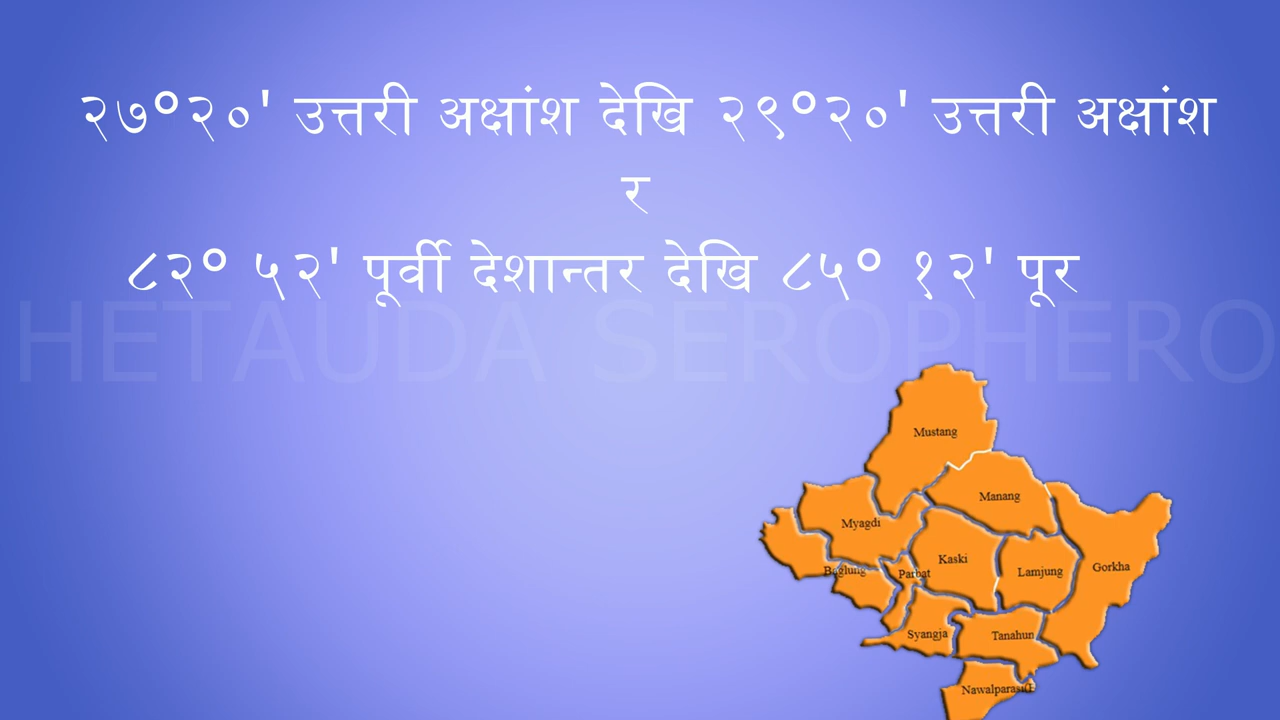 २७°२०' उत्तरी अक्षांश देखि २९°२०' उत्तरी अक्षांश
र
८२° ५२' पूर्वी देशान्तर देखि ८५° १२' पूर
HETAUDA SEROPHERO
Mustang
Manang
Myagdi
Kaski
Gorkha
Baglung
Parbat
Lamjung
Syangja
Tanahun
Nawalparasi(E